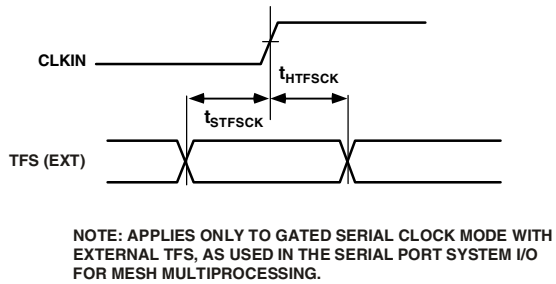 CLKIN
tHTFSCK
tSTFSCK
TFS (EXT)
NOTE: APPLIES ONLY TO GATED SERIAL CLOCK MODE WITH
EXTERNAL TFS, AS USED IN THE SERIAL PORT SYSTEM I/O
FOR MESH MULTIPROCESSING.